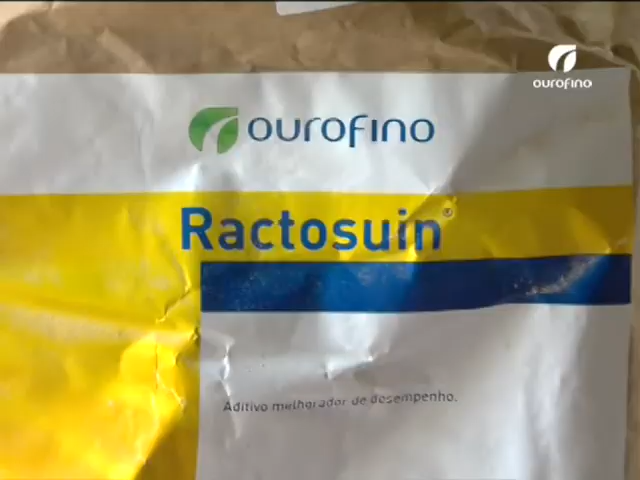 ourofino
ourofino
Ractosuin®
Aditivo melhorador de desempenho.